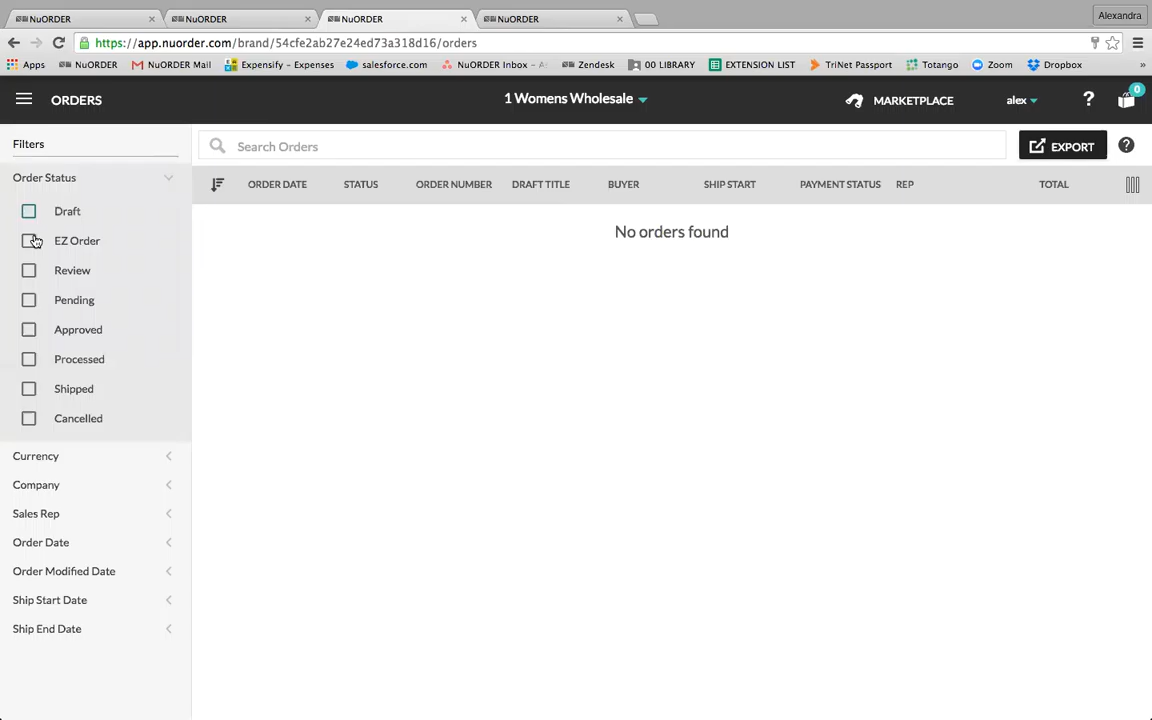 NuORDER NuORDER NuORDER NuORDER Alexandra
https://app.nuorder.com/brand/54cfe2ab27e24ed73a318d16/orders
Apps NuORDER NuORDER Mail Expensify - Expenses salesforce.com NuORDER Inbox - A Zendesk 00 LIBRARY EXTENSION LIST TriNet Passport Totango Zoom Dropbox »
ORDERS 1 Womens Wholesale MARKETPLACE alex ? 0
Filters Search Orders EXPORT ?
Order Status ORDER DATE STATUS ORDER NUMBER DRAFT TITLE BUYER SHIP START PAYMENT STATUS REP TOTAL
Draft
No orders found
EZ Order
Review
Pending
Approved
Processed
Shipped
Cancelled
Currency
Company
Sales Rep
Order Date
Order Modified Date
Ship Start Date
Ship End Date